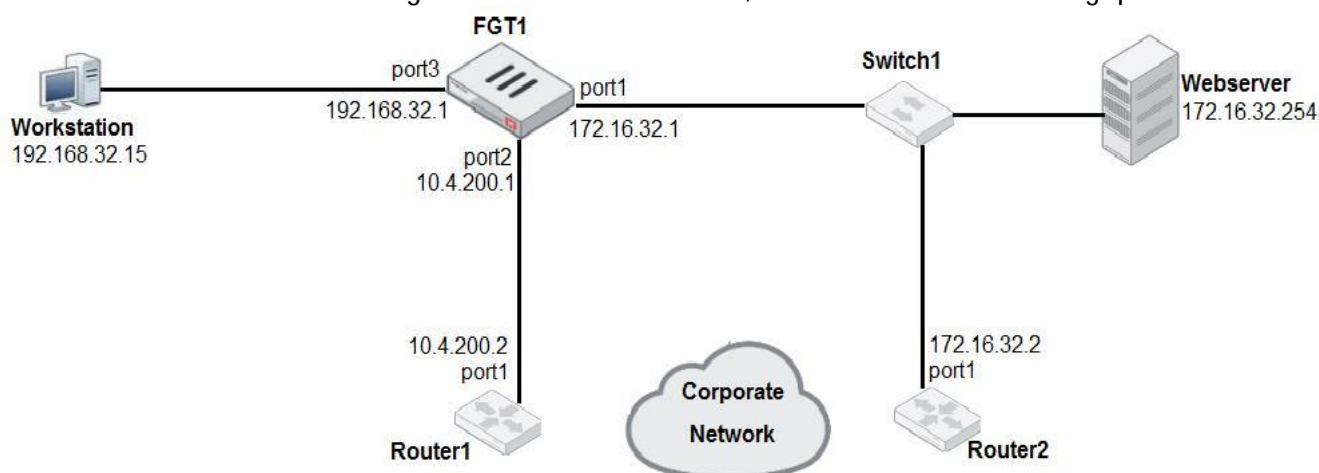 FGT1
port3
192.168.32.1
port1
172.16.32.1
port2
10.4.200.1
Workstation
192.168.32.15
Switch1
Webserver
172.16.32.254
10.4.200.2
port1
Router1
Corporate
Network
172.16.32.2
port1
Router2